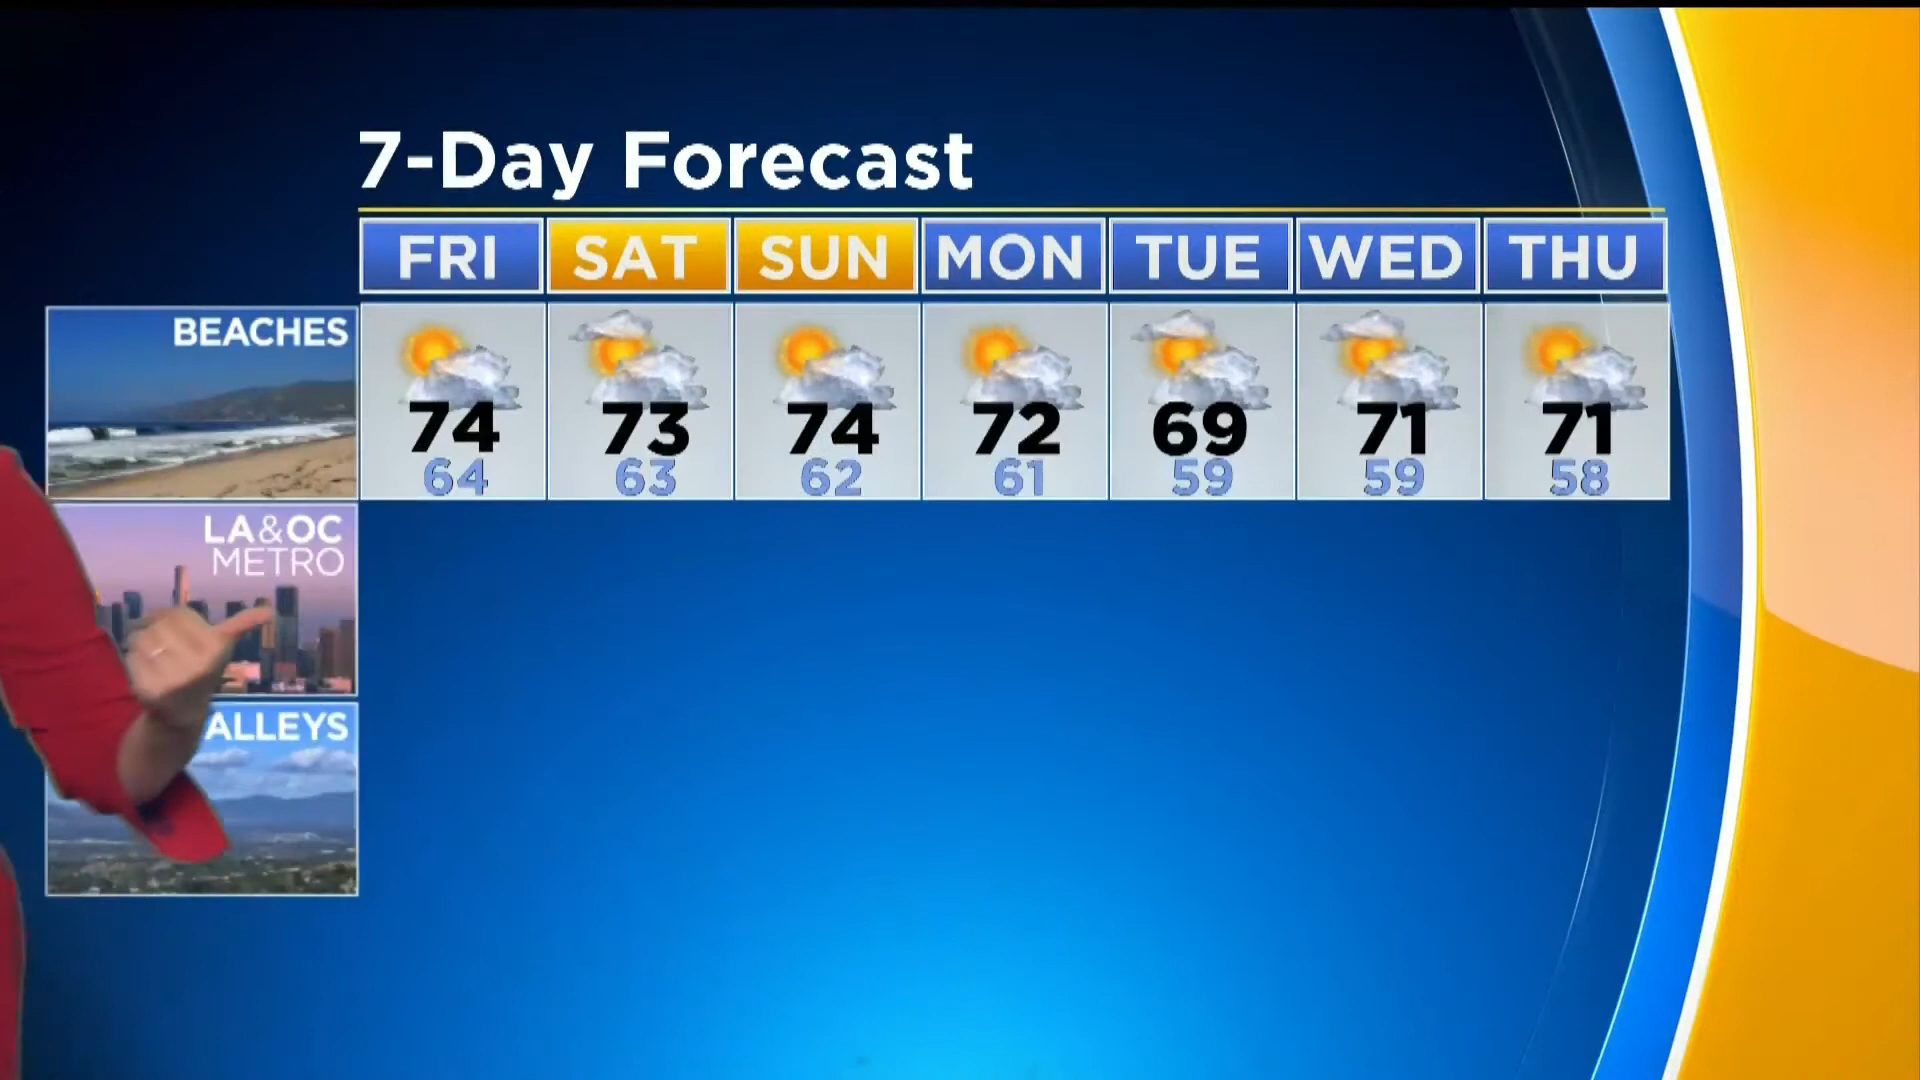 7-Day Forecast
FRI SAT SUN MON TUE WED THU
BEACHES
74 73 74 72 69 71 71
64 63 62 61 59 59 58
LA&OC
METRO
ALLEYS